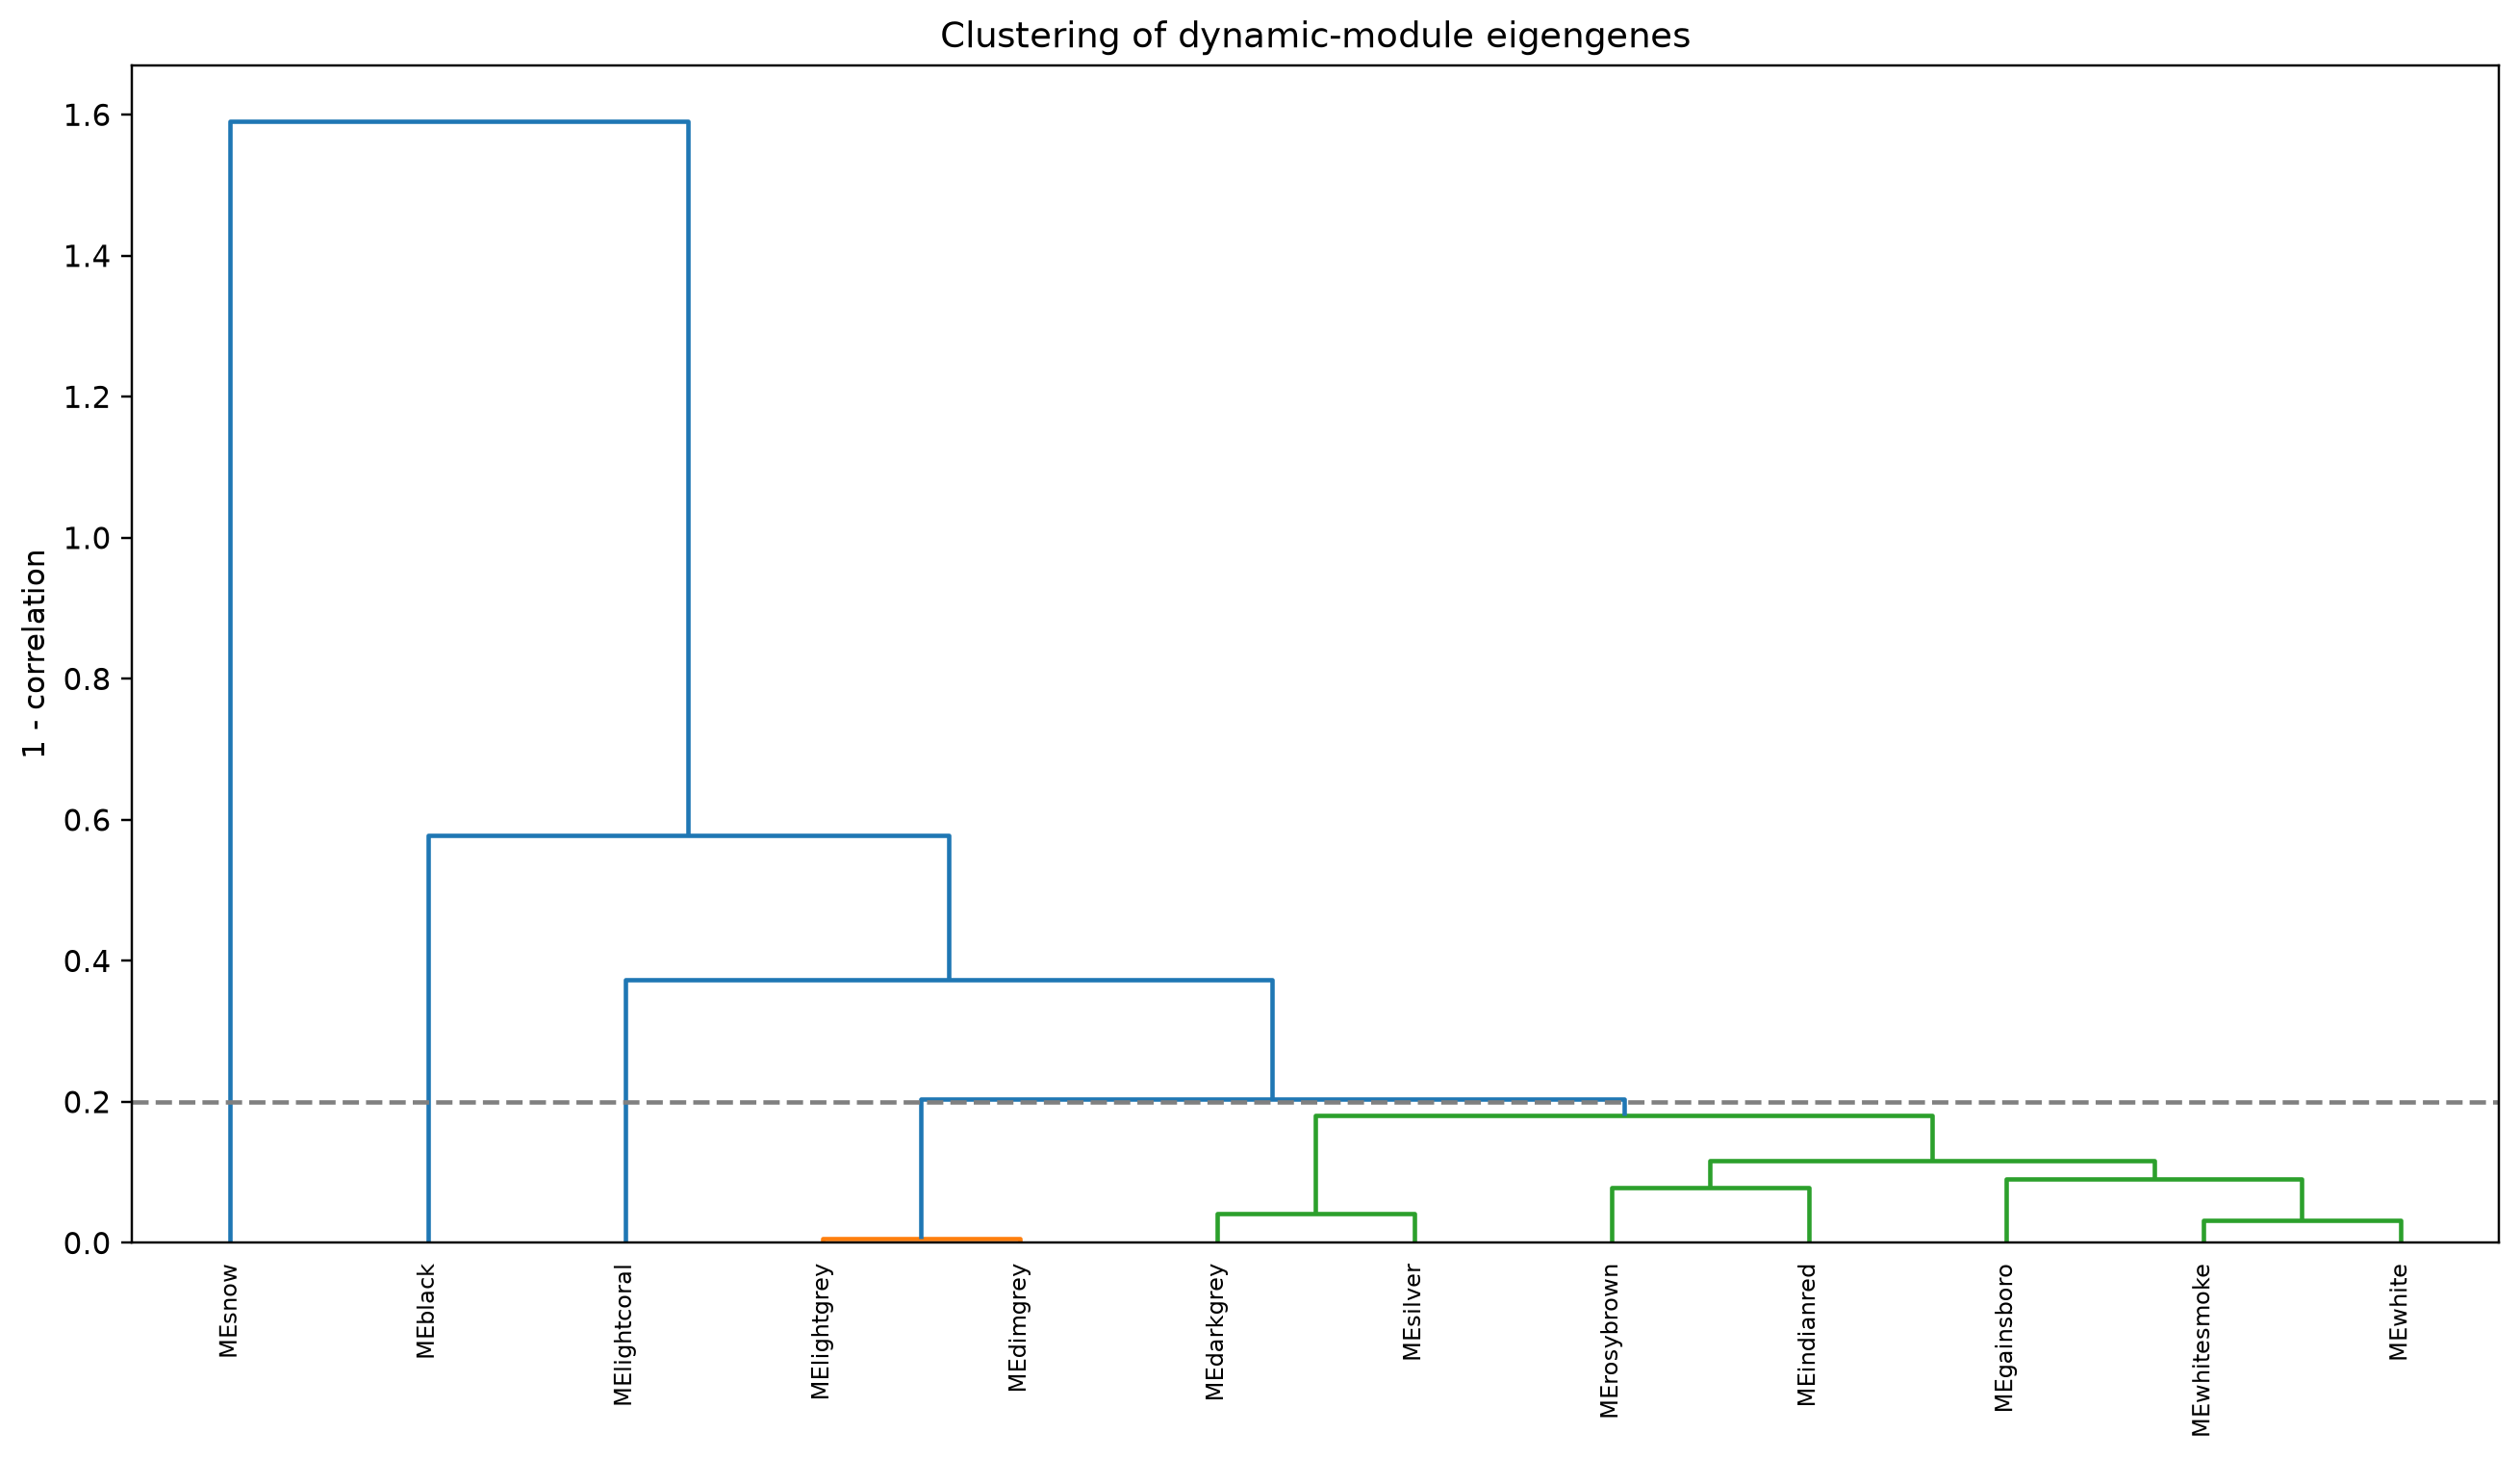 Clustering of dynamic-module eigengenes
1.6
1.4
1.2
1.0
0.8
0.6
0.4
0.2
0.0
1 - correlation
MEsnow
MEblack
MElightcoral
MElightgrey
MEdimgrey
MEdarkgrey
MEsilver
MErosybrown
MEindianred
MEgainsboro
MEwhitesmoke
MEwhite